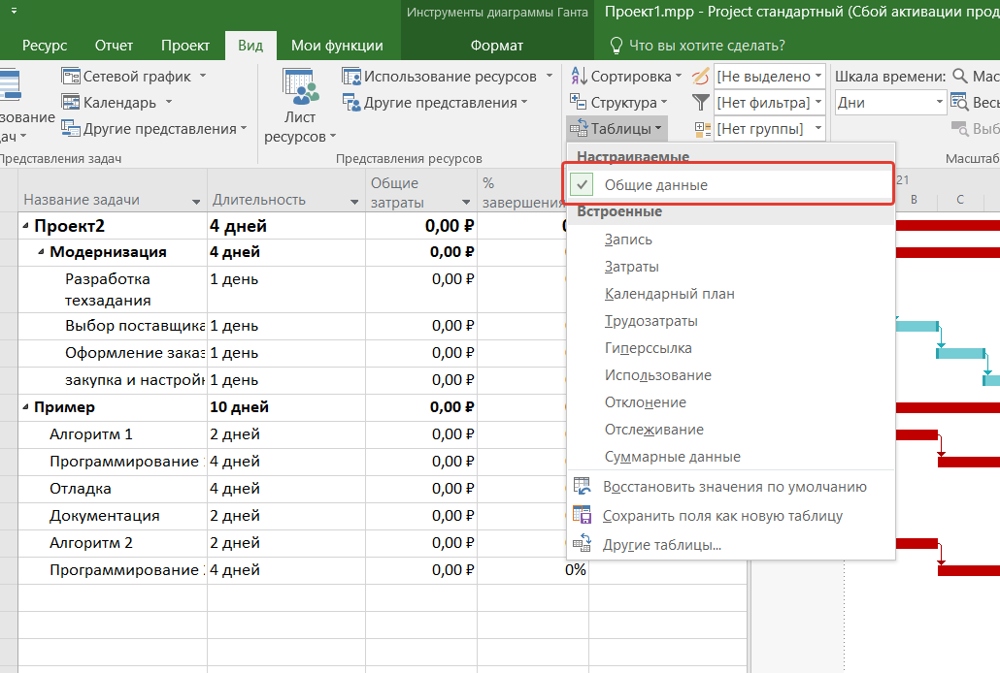 Инструменты диаграммы Ганта
Проект1.mpp - Project стандартный (Сбой активации прод
Ресурс Отчет Проект Вид Мои функции Формат Что вы хотите сделать?
Сетевой график
Календарь
Другие представления
Представления задач
Лист
ресурсов
Использование ресурсов
Другие представления
Представления ресурсов
Сортировка
Структура
Таблицы
[Не выделено
[Нет фильтра]
[Нет группы]
Шкала времени:
Дни
Настраиваемые
Общие данные
Встроенные
Запись
Затраты
Календарный план
Трудозатраты
Гиперссылка
Использование
Отклонение
Отслеживание
Суммарные данные
Восстановить значения по умолчанию
Сохранить поля как новую таблицу
Другие таблицы...
Масштаб
21
В С
Название задачи Длительность Общие затраты % завершения
Проект2 4 дней 0,00 ₽
Модернизация 4 дней 0,00 ₽
Разработка техзадания 1 день 0,00 ₽
Выбор поставщика 1 день 0,00 ₽
Оформление заказ 1 день 0,00 ₽
закупка и настройк 1 день 0,00 ₽
Пример 10 дней 0,00 ₽
Алгоритм 1 2 дней 0,00 ₽
Программирование 4 дней 0,00 ₽
Отладка 4 дней 0,00 ₽
Документация 2 дней 0,00 ₽
Алгоритм 2 2 дней 0,00 ₽
Программирование 4 дней 0,00 ₽ 0%